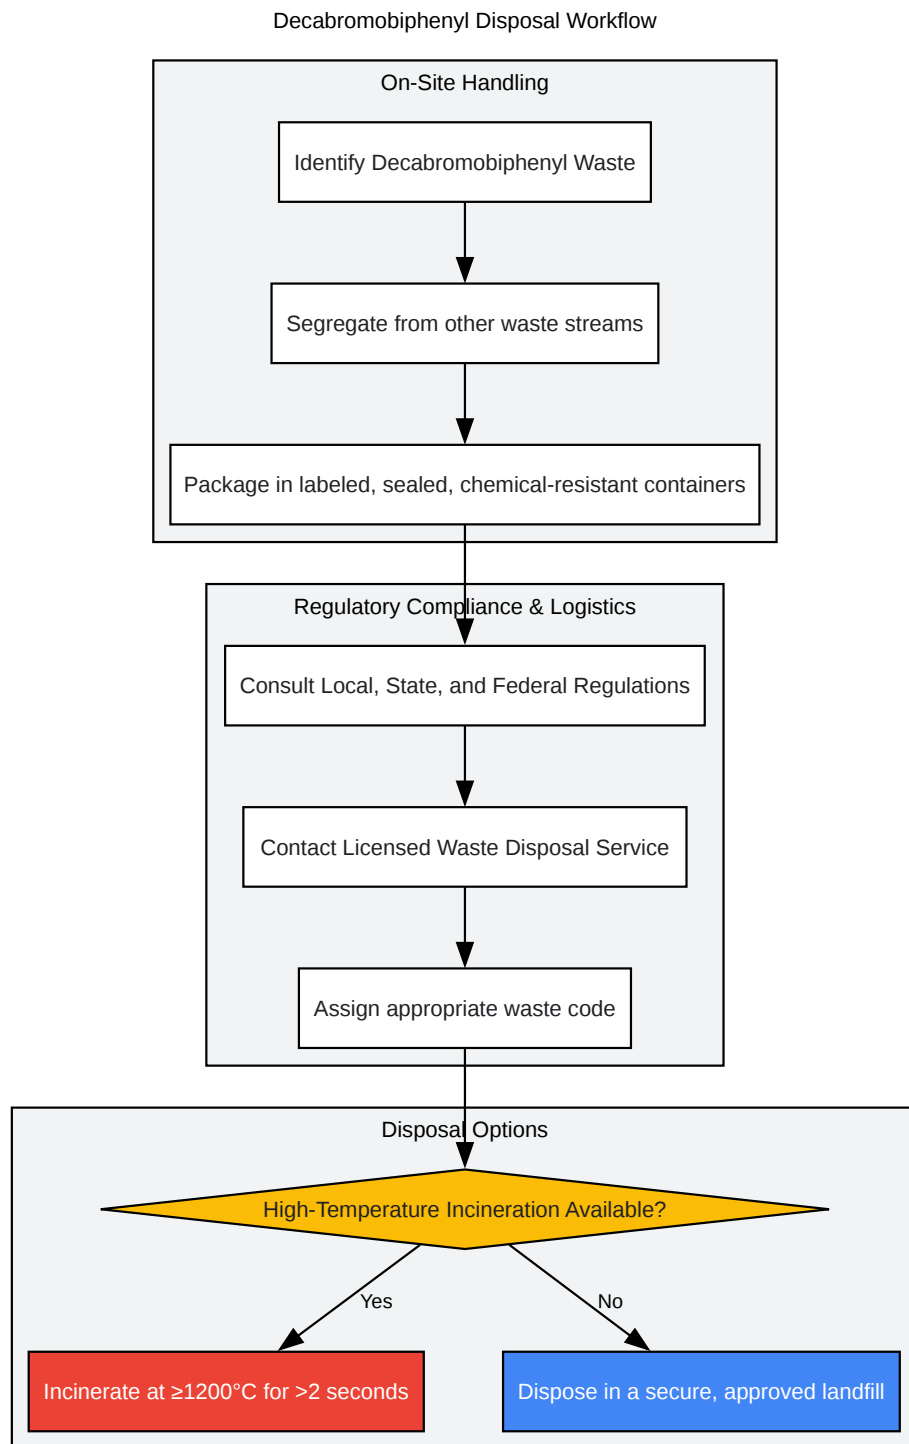 Decabromobiphenyl Disposal Workflow
On-Site Handling
Identify Decabromobiphenyl Waste
Segregate from other waste streams
Package in labeled, sealed, chemical-resistant containers
Regulatory Compliance & Logistics
Consult Local, State, and Federal Regulations
Contact Licensed Waste Disposal Service
Assign appropriate waste code
Disposal Options
High-Temperature Incineration Available?
Yes
No
Incinerate at ≥1200°C for >2 seconds
Dispose in a secure, approved landfill